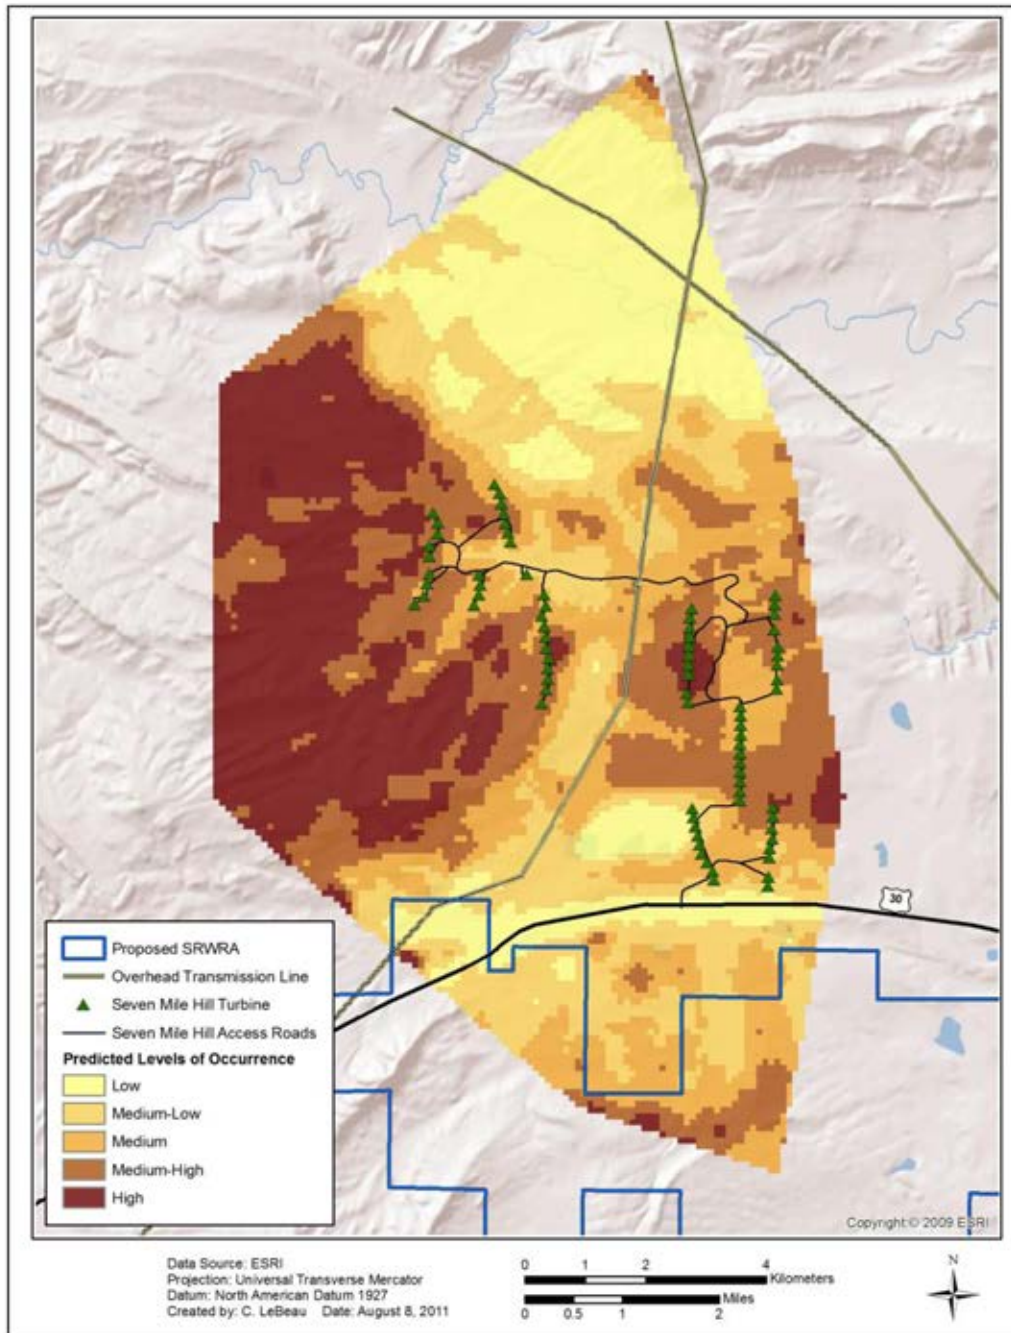 30
Proposed SRWRA
Overhead Transmission Line
Seven Mile Hill Turbine
Seven Mile Hill Access Roads
Predicted Levels of Occurrence
Low
Medium-Low
Medium
Medium-High
High
Copyright:© 2009 ESRI
Data Source: ESRI
Projection: Universal Transverse Mercator
Datum: North American Datum 1927
Created by: C. LeBeau Date: August 8, 2011
0 1 2 4
Kilometers
Miles
0 0.5 1 2
N